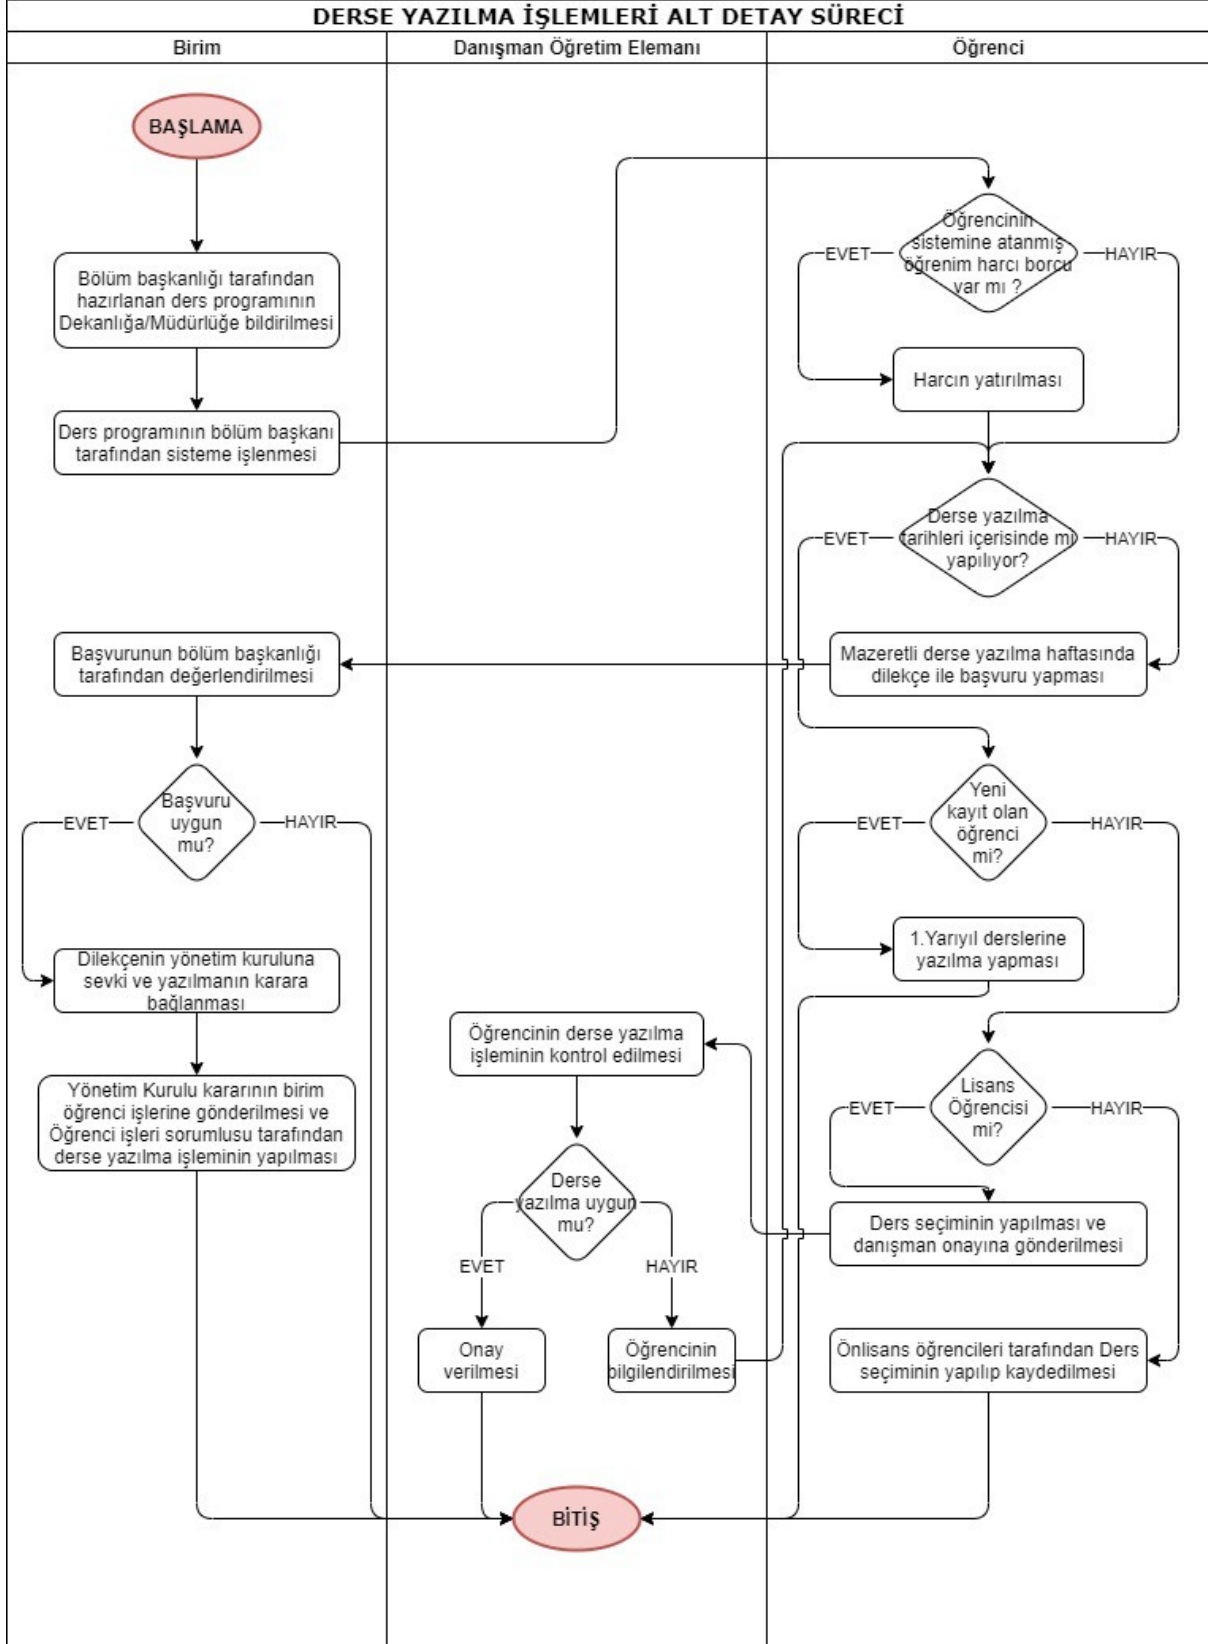 DERSE YAZILMA İŞLEMLERİ ALT DETAY SÜRECİ
Birim
Danışman Öğretim Elemanı
Öğrenci
BAŞLAMA
Bölüm başkanlığı tarafından
hazırlanan ders programının
Dekanlığa/Müdürlüğe bildirilmesi
Ders programının bölüm başkanı
tarafından sisteme işlenmesi
Öğrencinin
sistemine atanmış
öğrenim harcı borcu
var mı ?
EVET
HAYIR
Harcın yatırılması
Derse yazılma
tarihleri içerisinde mi
yapılıyor?
EVET
HAYIR
Mazeretli derse yazılma haftasında
dilekçe ile başvuru yapması
Başvurunun bölüm başkanlığı
tarafından değerlendirilmesi
Başvuru
uygun
mu?
EVET
HAYIR
Dilekçenin yönetim kuruluna
sevki ve yazılmanın karara
bağlanması
Yönetim Kurulu kararının birim
öğrenci işlerine gönderilmesi ve
Öğrenci işleri sorumlusu tarafından
derse yazılma işleminin yapılması
Yeni
kayıt olan
öğrenci
mi?
EVET
HAYIR
1.Yarıyıl derslerine
yazılma yapması
Lisans
Öğrencisi
mi?
EVET
HAYIR
Ders seçiminin yapılması ve
danışman onayına gönderilmesi
Önlisans öğrencileri tarafından Ders
seçiminin yapılıp kaydedilmesi
Öğrencinin derse yazılma
işleminin kontrol edilmesi
Derse
yazılma uygun
mu?
EVET
HAYIR
Onay
verilmesi
Öğrencinin
bilgilendirilmesi
BİTİŞ